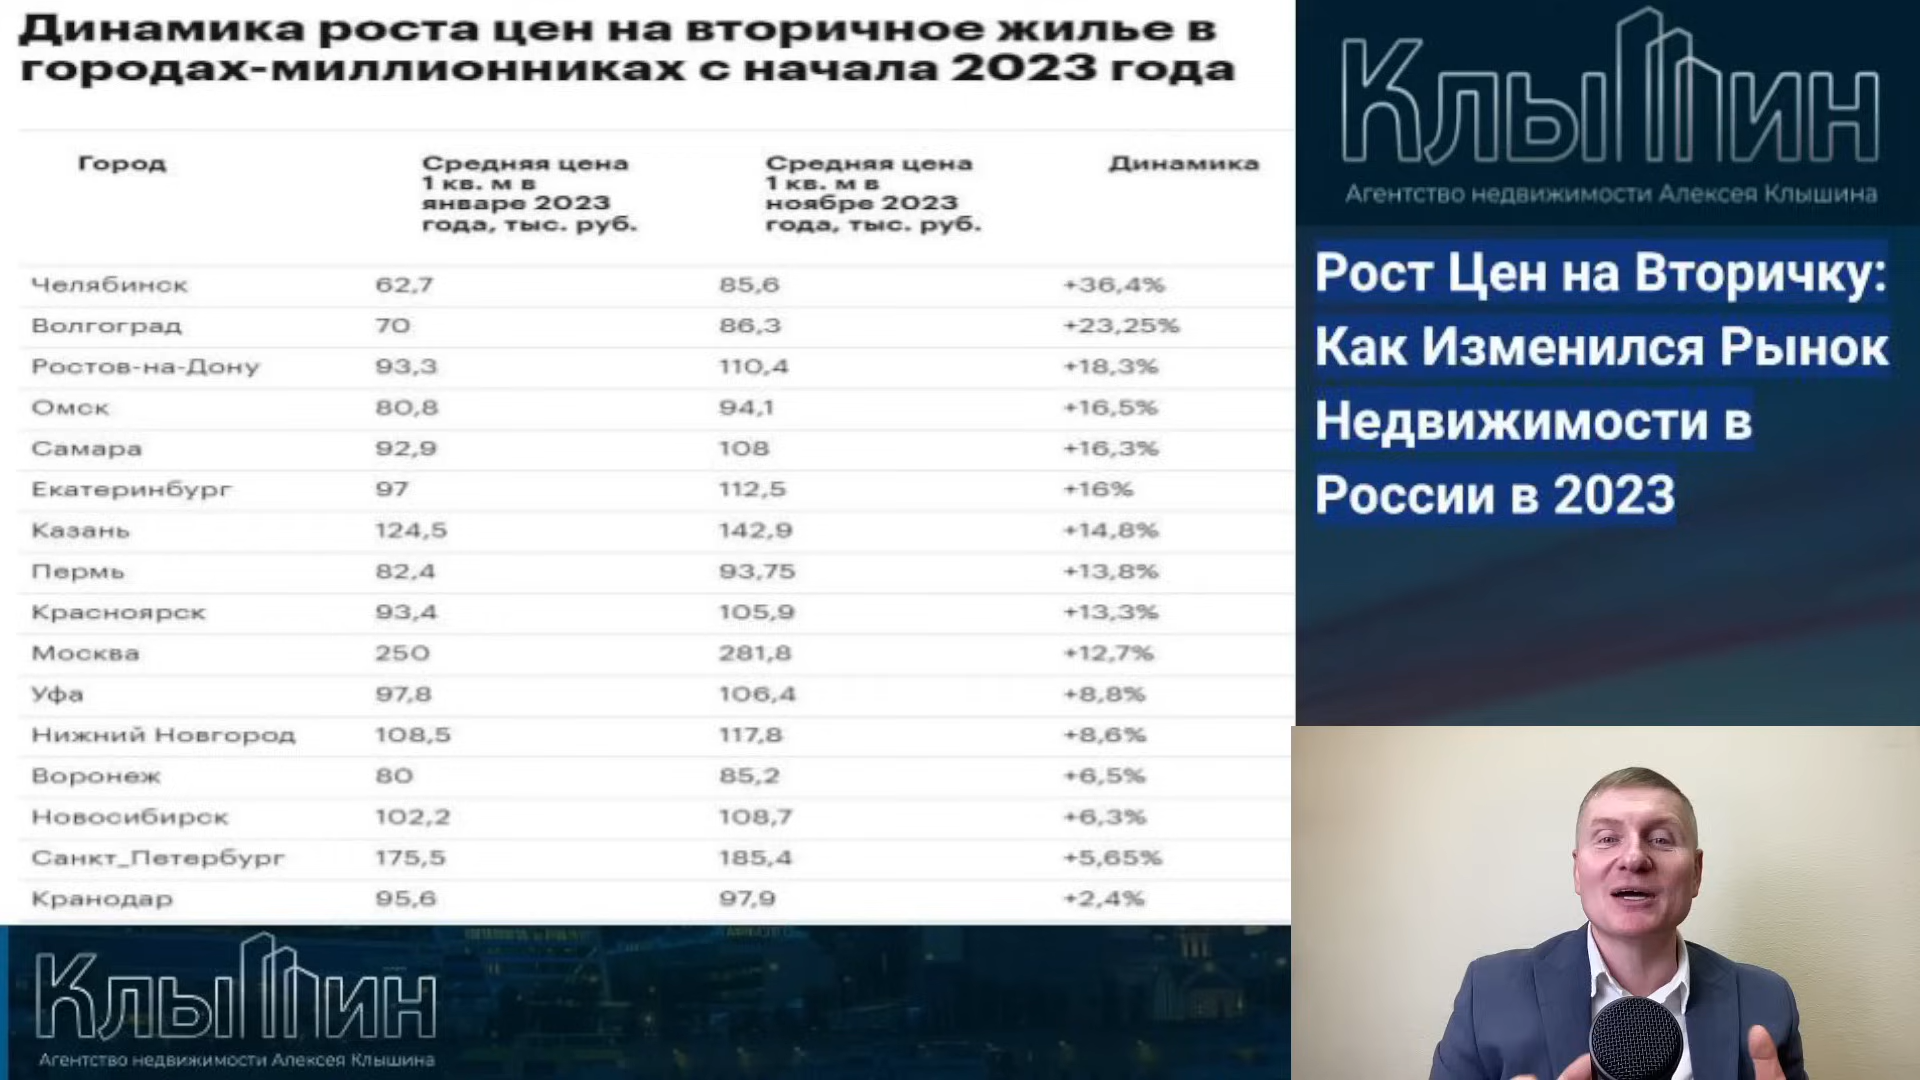 Динамика роста цен на вторичное жилье в
городах-миллионниках с начала 2023 года
Город
Средняя цена
1 кв. м в
январе 2023
года, тыс. руб.
Средняя цена
1 кв. м в
ноябре 2023
года, тыс. руб.
Динамика
Челябинск 62,7 85,6 +36,4%
Волгоград 70 86,3 +23,25%
Ростов-на-Дону 93,3 110,4 +18,3%
Омск 80,8 94,1 +16,5%
Самара 92,9 108 +16,3%
Екатеринбург 97 112,5 +16%
Казань 124,5 142,9 +14,8%
Пермь 82,4 93,75 +13,8%
Красноярск 93,4 105,9 +13,3%
Москва 250 281,8 +12,7%
Уфа 97,8 106,4 +8,8%
Нижний Новгород 108,5 117,8 +8,6%
Воронеж 80 85,2 +6,5%
Новосибирск 102,2 108,7 +6,3%
Санкт_Петербург 175,5 185,4 +5,65%
Кранодар 95,6 97,9 +2,4%
Клышин
Агентство недвижимости Алексея Клышина
Рост Цен на Вторичку:
Как Изменился Рынок
Недвижимости в
России в 2023
Клышин
Агентство недвижимости Алексея Клышина